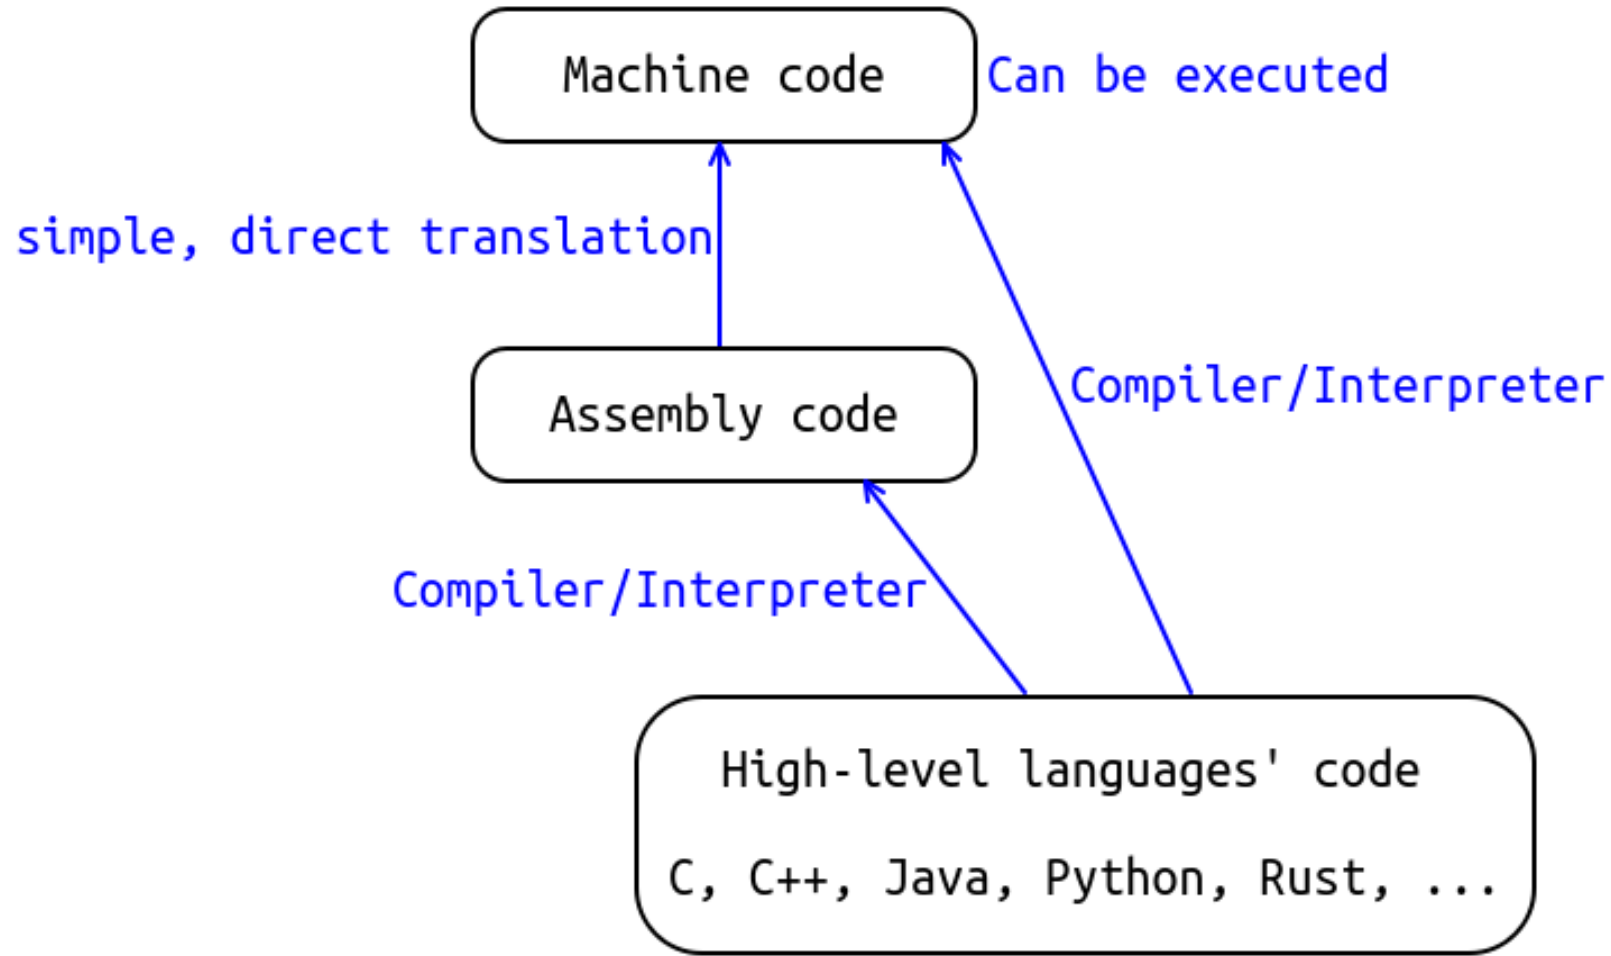 Machine code
Can be executed
simple, direct translation
Compiler/Interpreter
Assembly code
Compiler/Interpreter
High-level languages' code
C, C++, Java, Python, Rust, ...